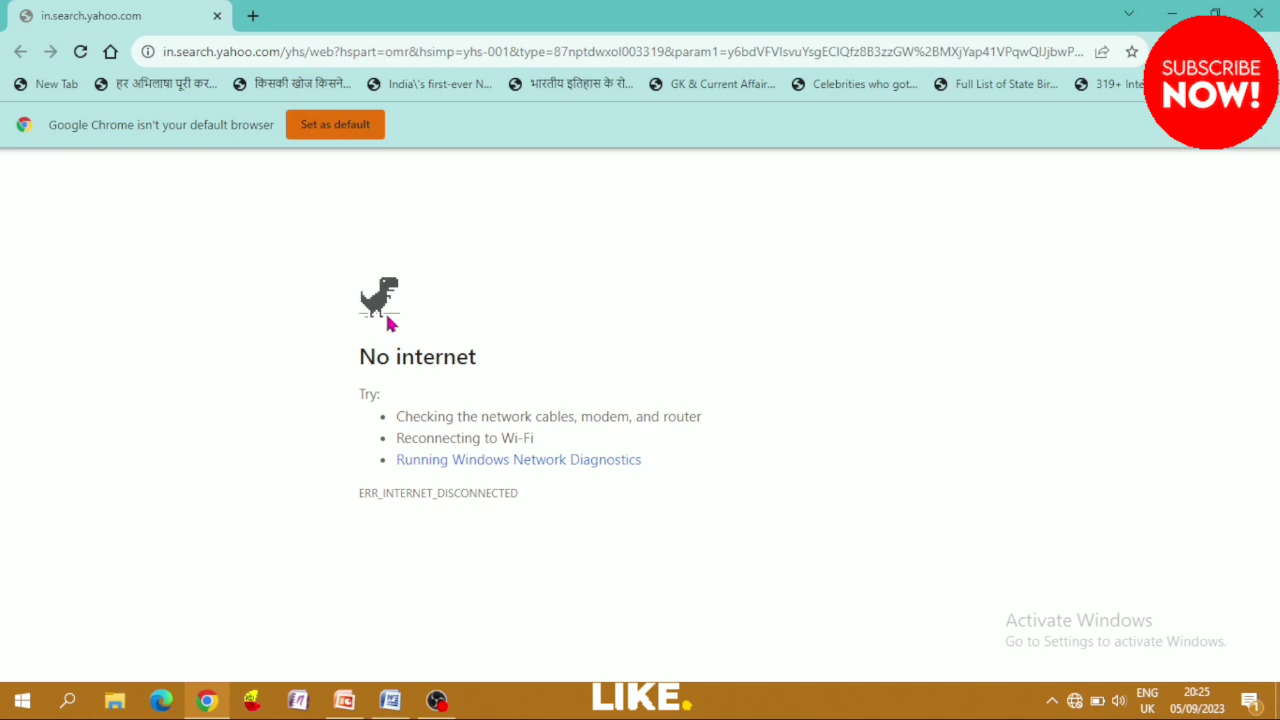 in.search.yahoo.com
in.search.yahoo.com/yhs/web?hspart=omr&hsimp=yhs-001&type=87nptdwxol003319&param1=y6bdVFVIsvuYsgEClQfz8B3zzGW%2BMXjYap41VPqwQlJjbwP...
New Tab हर अभिलाषा पूरी कर... किसकी खोज किसने... India\'s first-ever N... भारतीय इतिहास के रो... GK & Current Affair... Celebrities who got... Full List of State Bir... 319+ Inte
SUBSCRIBE
NOW!
Google Chrome isn't your default browser Set as default
No internet
Try:
• Checking the network cables, modem, and router
• Reconnecting to Wi-Fi
• Running Windows Network Diagnostics
ERR_INTERNET_DISCONNECTED
Activate Windows
Go to Settings to activate Windows.
LIKE.
ENG
UK
20:25
05/09/2023
1